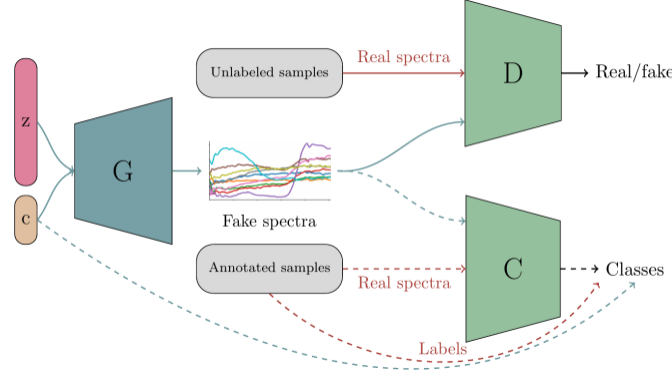 Unlabeled samples
Real spectra
D
Real/fake
z
G
Fake spectra
c
Annotated samples
Real spectra
C
Classes
Labels